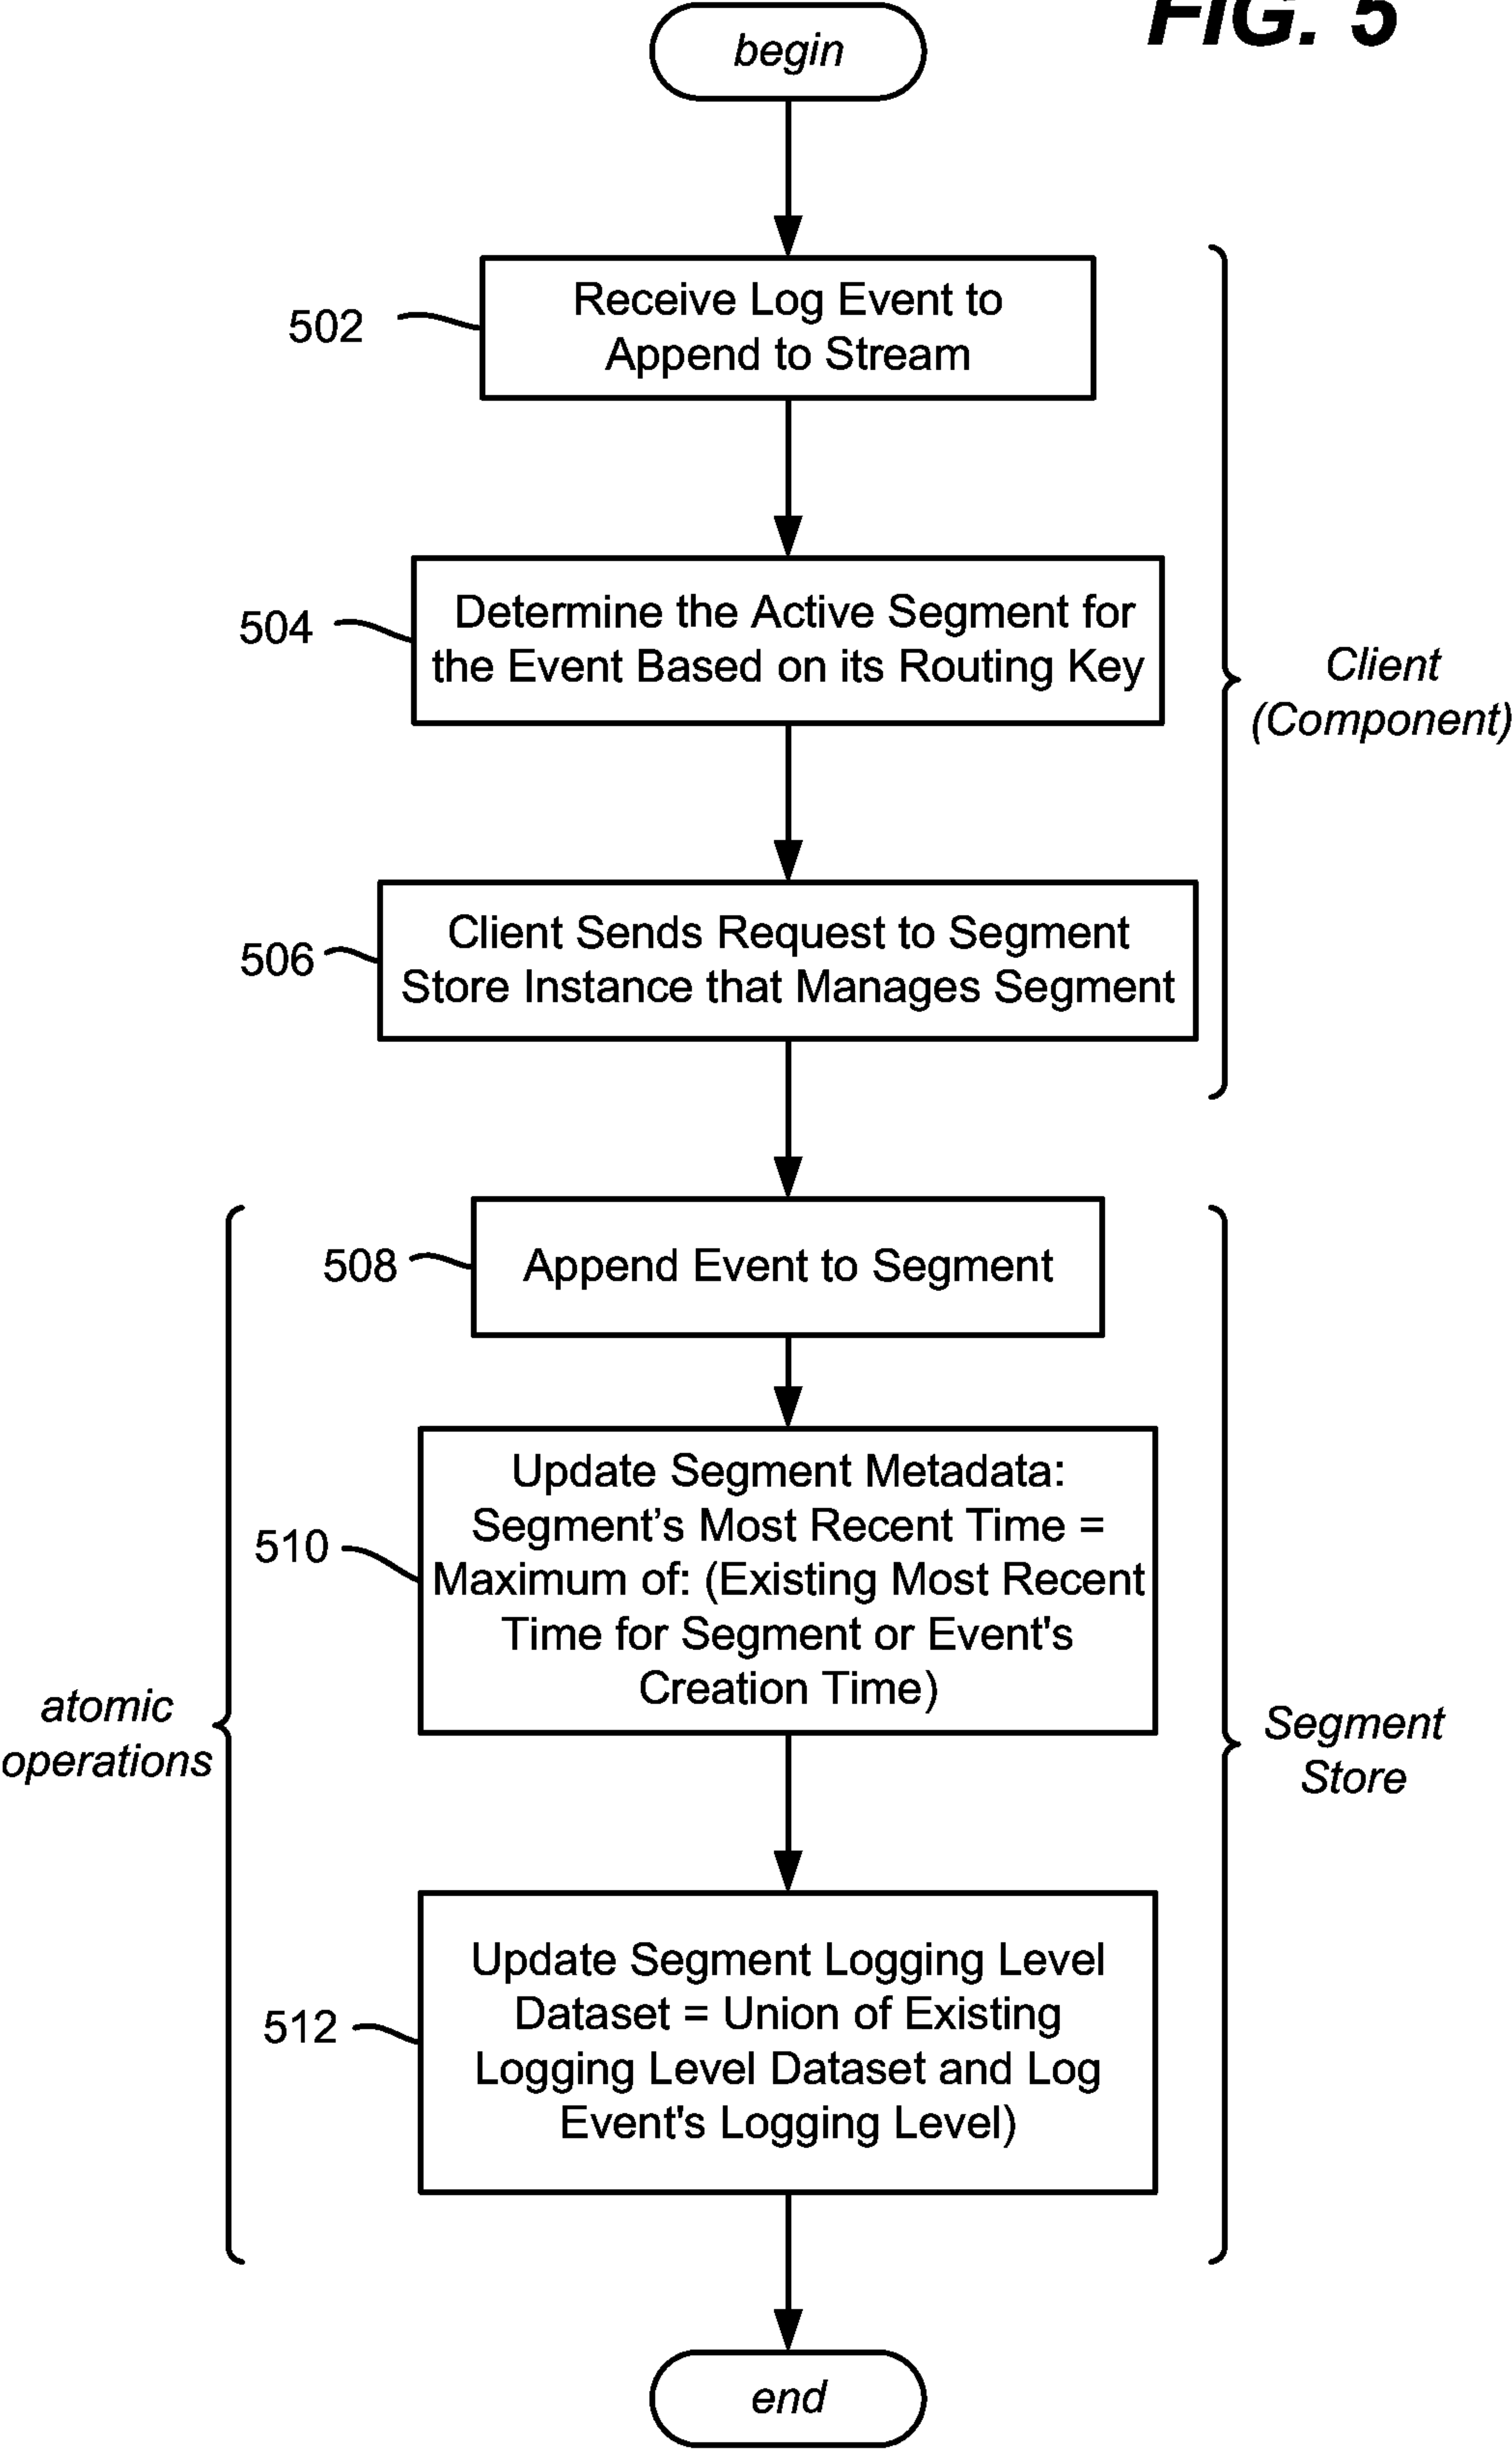 FIG. 5
begin
502
Receive Log Event to
Append to Stream
504
Determine the Active Segment for
the Event Based on its Routing Key
Client
(Component)
506
Client Sends Request to Segment
Store Instance that Manages Segment
508
Append Event to Segment
510
Update Segment Metadata:
Segment’s Most Recent Time =
Maximum of: (Existing Most Recent
Time for Segment or Event's
Creation Time)
atomic
operations
Segment
Store
512
Update Segment Logging Level
Dataset = Union of Existing
Logging Level Dataset and Log
Event's Logging Level)
end